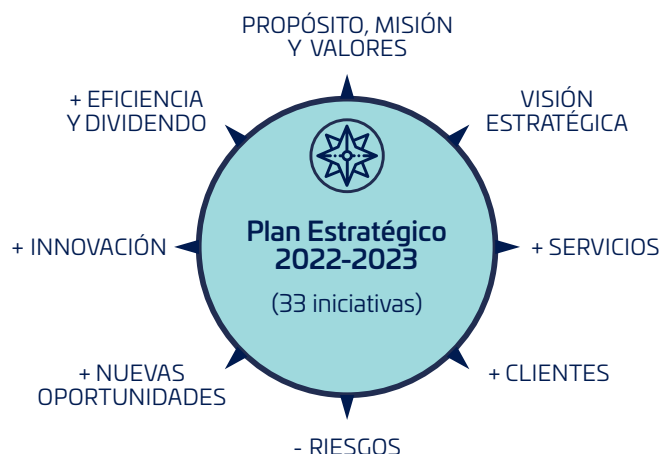 PROPÓSITO, MISIÓN
Y VALORES
+ EFICIENCIA
Y DIVIDENDO
VISIÓN
ESTRATÉGICA
Plan Estratégico
2022-2023
(33 iniciativas)
+ INNOVACIÓN
+ SERVICIOS
+ NUEVAS
OPORTUNIDADES
+ CLIENTES
- RIESGOS